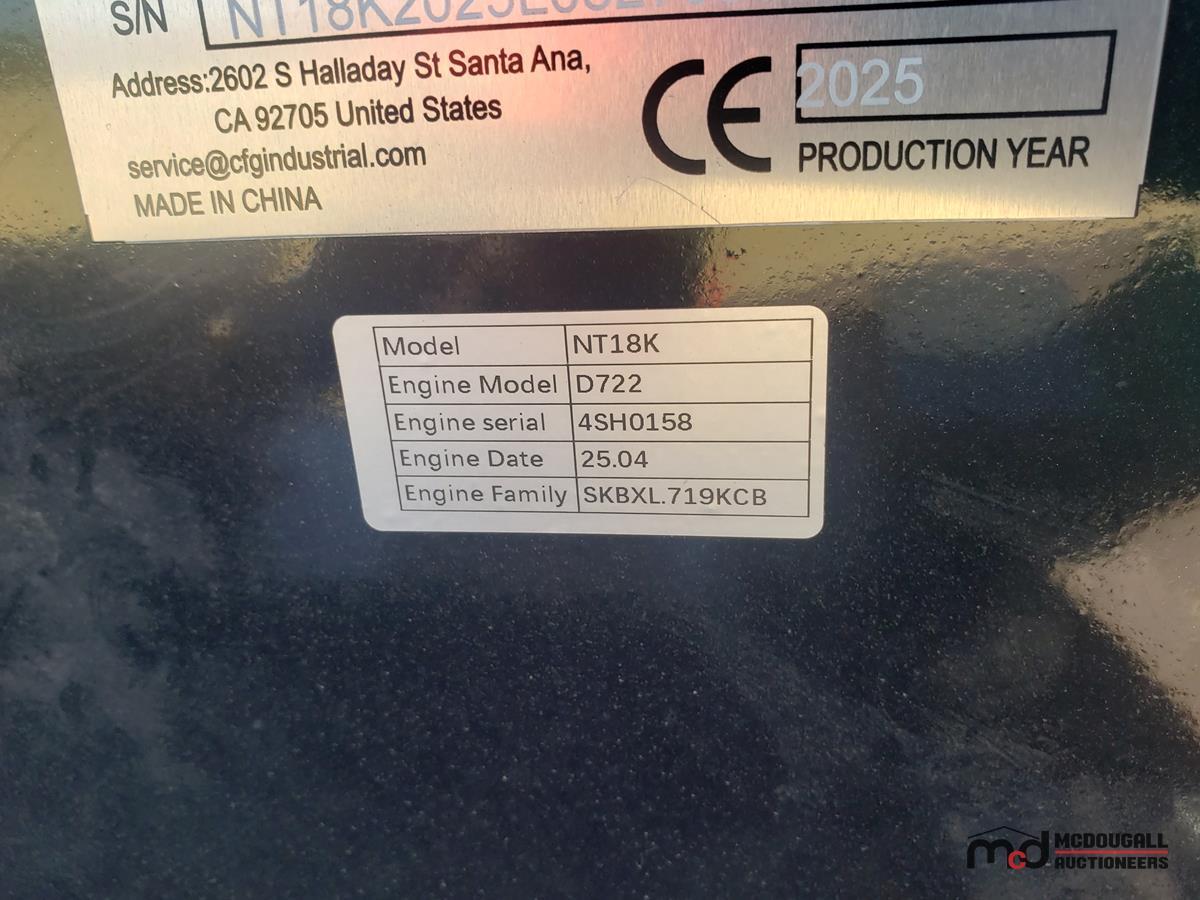 S/N
Address:2602 S Halladay St Santa Ana,
CA 92705 United States
service@cfgindustrial.com
MADE IN CHINA
CE
2025
PRODUCTION YEAR
Model NT18K
Engine Model D722
Engine serial 4SH0158
Engine Date 25.04
Engine Family SKBXL.719KCB
mcd MCDOUGALL
AUCTIONEERS